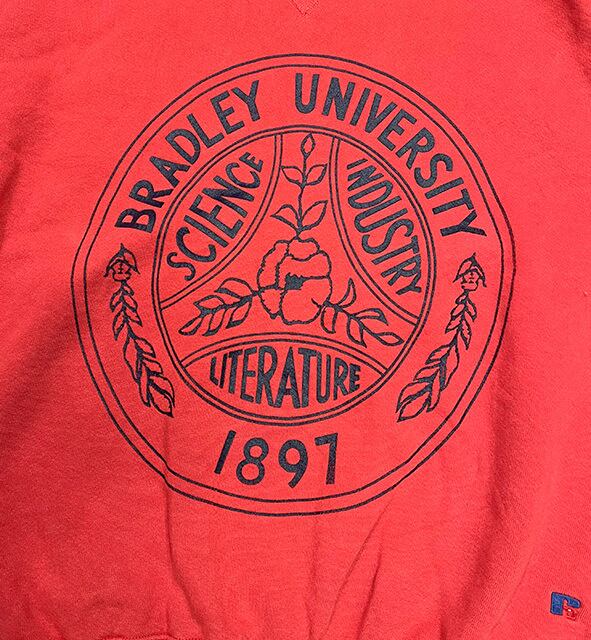 BRADLEY UNIVERSITY
SCIENCE
INDUSTRY
LITERATURE
1897
R